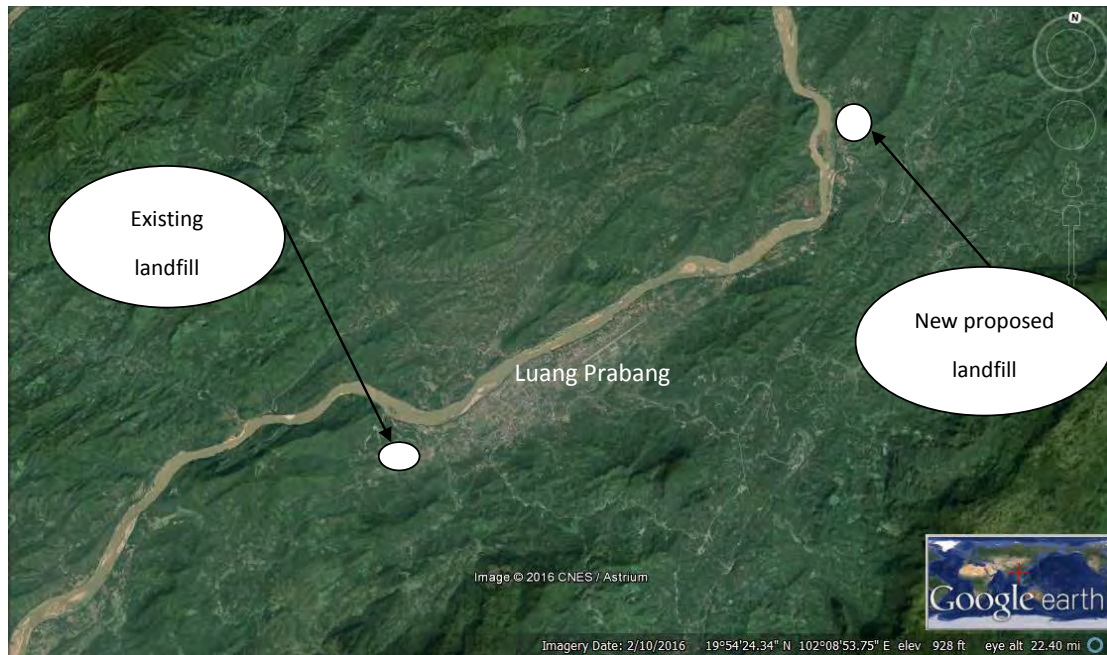 N
Existing
landfill
New proposed
landfill
Luang Prabang
Image © 2016 CNES / Astrium
Google earth
Imagery Date: 2/10/2016 19°54'24.34" N 102°08'53.75" E elev 928 ft eye alt 22.40 mi